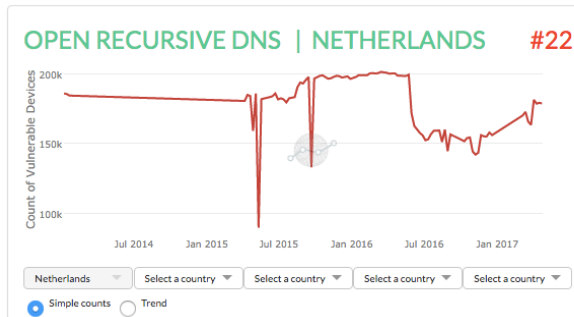 OPEN RECURSIVE DNS | NETHERLANDS #22
Count of Vulnerable Devices
200k
150k
100k
Jul 2014 Jan 2015 Jul 2015 Jan 2016 Jul 2016 Jan 2017
Netherlands Select a country Select a country Select a country Select a country
Simple counts Trend